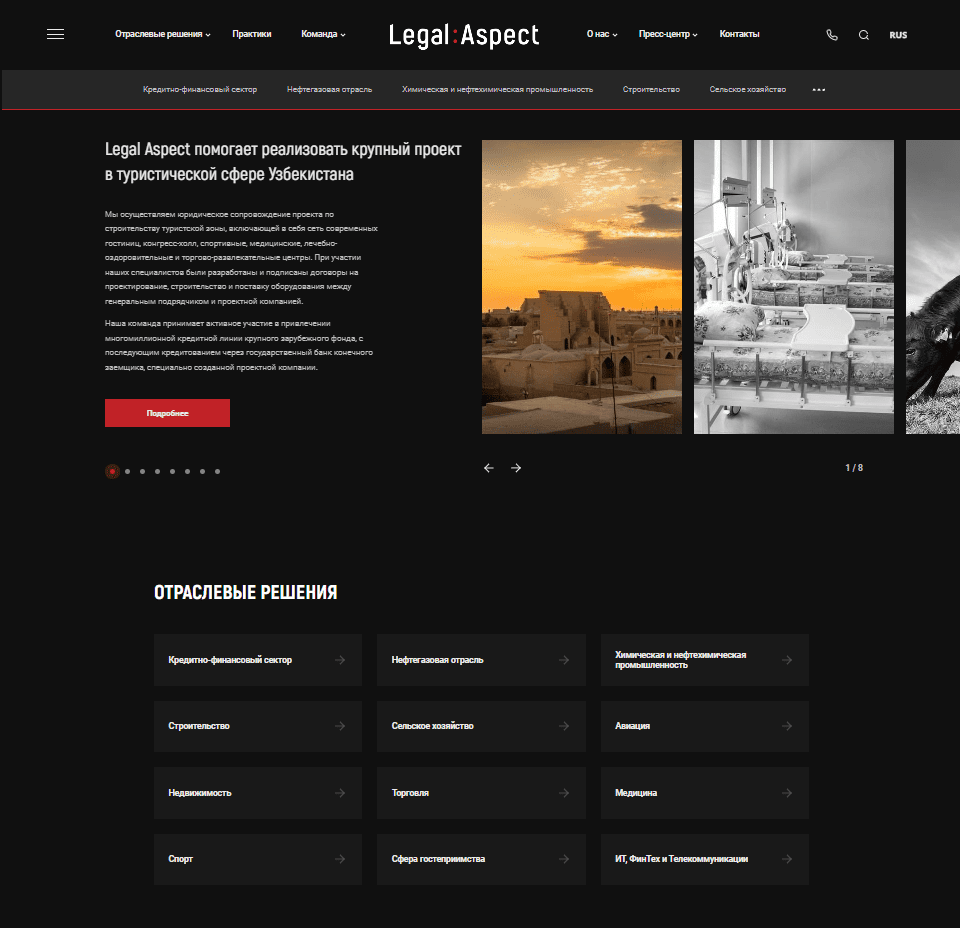 Отраслевые решения
Практики
Команда
Legal:Aspect
О нас
Пресс-центр
Контакты
RUS
Кредитно-финансовый сектор
Нефтегазовая отрасль
Химическая и нефтехимическая промышленность
Строительство
Сельское хозяйство
Legal Aspect помогает реализовать крупный проект
в туристической сфере Узбекистана
Мы осуществляем юридическое сопровождение проекта по
строительству туристской зоны, включающей в себя сеть современных
гостиниц, конгресс-холл, спортивные, медицинские, лечебно-
оздоровительные и торгово-развлекательные центры. При участии
наших специалистов были разработаны и подписаны договоры на
проектирование, строительство и поставку оборудования между
генеральным подрядчиком и проектной компанией.
Наша команда принимает активное участие в привлечении
многомиллионной кредитной линии крупного зарубежного фонда, с
последующим кредитованием через государственный банк конечного
заемщика, специально созданной проектной компании.
Подробнее
1 / 8
ОТРАСЛЕВЫЕ РЕШЕНИЯ
Кредитно-финансовый сектор
Нефтегазовая отрасль
Химическая и нефтехимическая
промышленность
Строительство
Сельское хозяйство
Авиация
Недвижимость
Торговля
Медицина
Спорт
Сфера гостеприимства
ИТ, ФинТех и Телекоммуникации